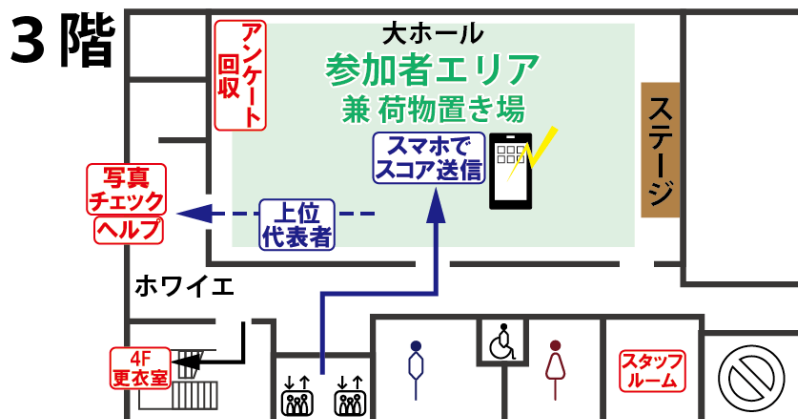 3階
大ホール
参加者エリア
兼 荷物置き場
アンケート
回収
スマホで
スコア送信
ステージ
写真
チェック
ヘルプ
上位
代表者
ホワイエ
4F
更衣室
スタッフ
ルーム